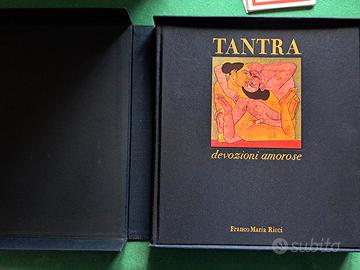 TANTRA
devozioni amorose
Franco Maria Ricci
subito